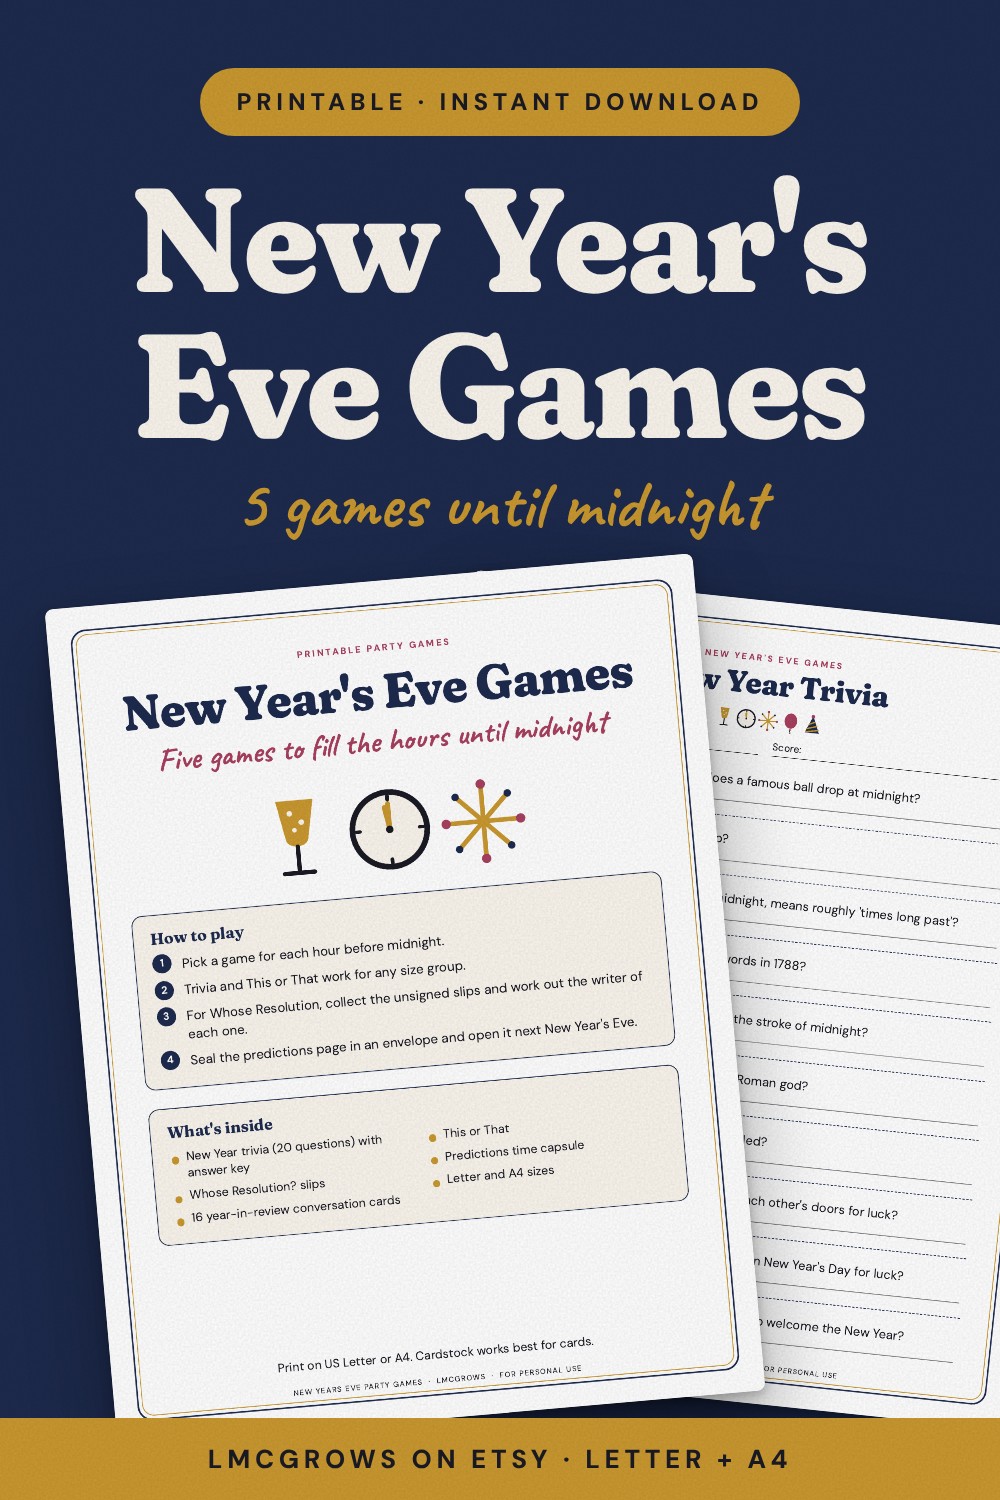 PRINTABLE · INSTANT DOWNLOAD
New Year's
Eve Games
5 games until midnight
PRINTABLE PARTY GAMES
New Year's Eve Games
Five games to fill the hours until midnight
How to play
1 Pick a game for each hour before midnight.
2 Trivia and This or That work for any size group.
3 For Whose Resolution, collect the unsigned slips and work out the writer of
each one.
4 Seal the predictions page in an envelope and open it next New Year's Eve.
What's inside
New Year trivia (20 questions) with
answer key
Whose Resolution? slips
16 year-in-review conversation cards
This or That
Predictions time capsule
Letter and A4 sizes
Print on US Letter or A4. Cardstock works best for cards.
NEW YEARS EVE PARTY GAMES · LMCGROWS · FOR PERSONAL USE
NEW YEAR'S EVE GAMES
Year Trivia
Score:
a famous ball drop at midnight?
means roughly 'times long past'?
in 1788?
the stroke of midnight?
Roman god?
other's doors for luck?
New Year's Day for luck?
welcome the New Year?
PERSONAL USE
LMCGROWS ON ETSY · LETTER + A4